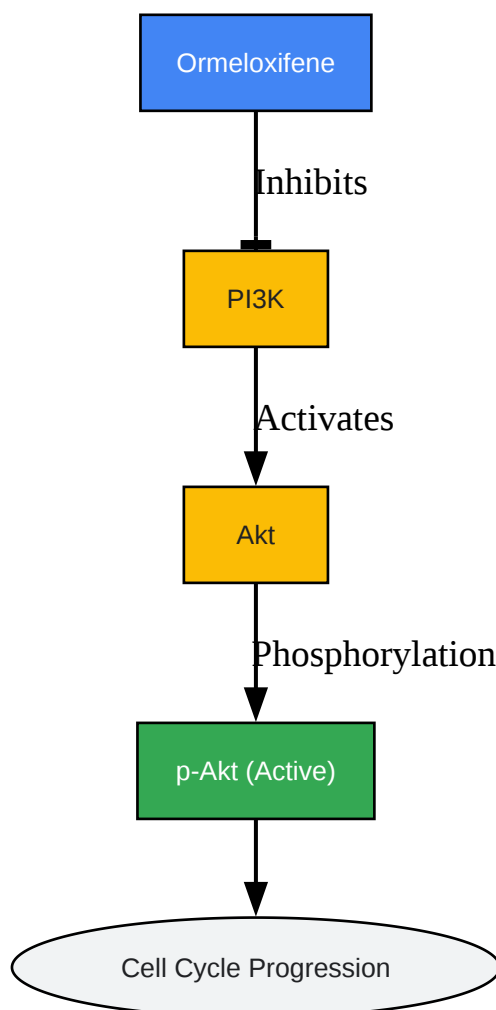 Ormeloxifene
Inhibits
PI3K
Activates
Akt
Phosphorylation
p-Akt (Active)
Cell Cycle Progression